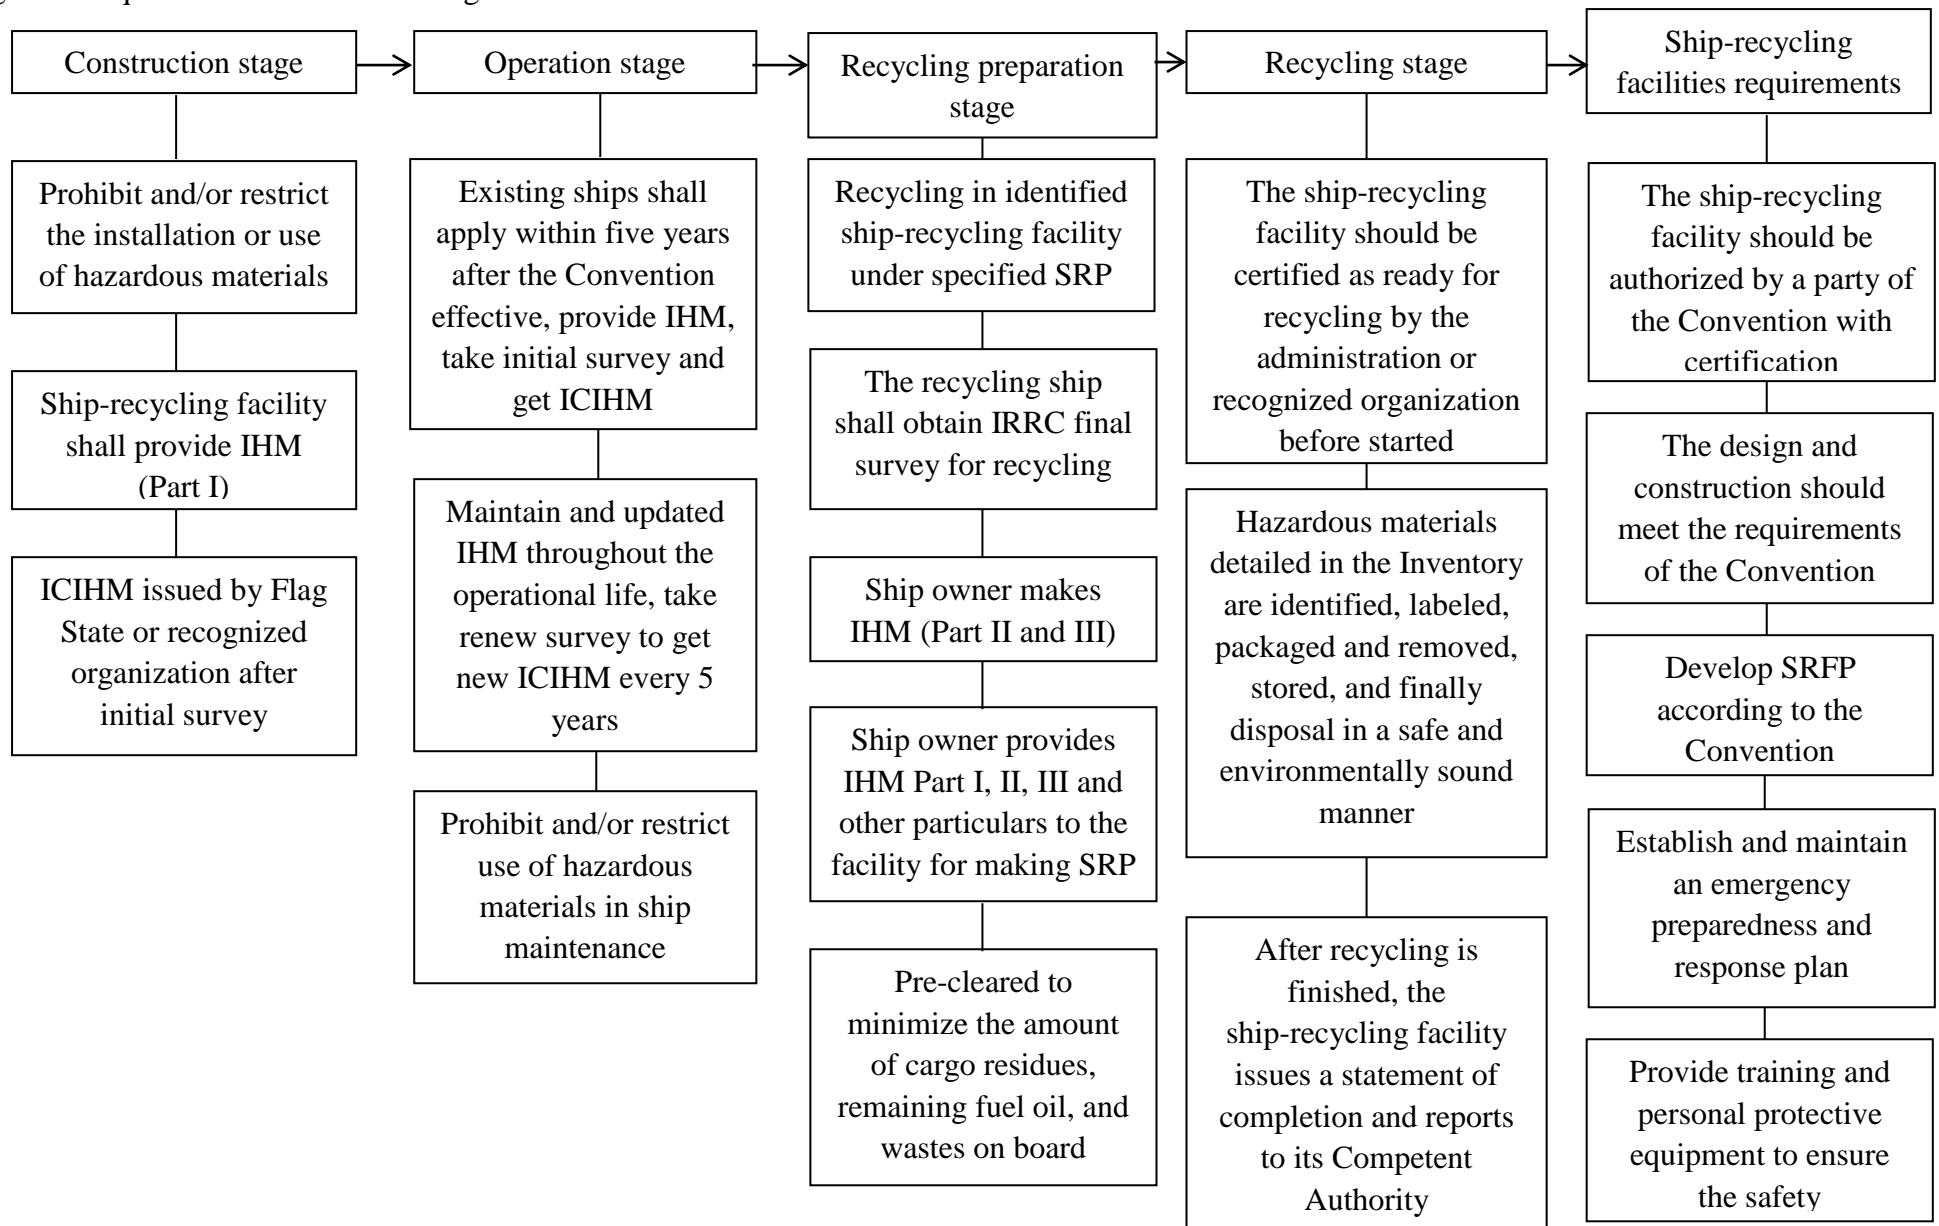 Construction stage
Operation stage
Recycling preparation
stage
Recycling stage
Ship-recycling
facilities requirements
Prohibit and/or restrict
the installation or use
of hazardous materials
Ship-recycling facility
shall provide IHM
(Part I)
ICIHM issued by Flag
State or recognized
organization after
initial survey
Existing ships shall
apply within five years
after the Convention
effective, provide IHM,
take initial survey and
get ICIHM
Maintain and updated
IHM throughout the
operational life, take
renew survey to get
new ICIHM every 5
years
Prohibit and/or restrict
use of hazardous
materials in ship
maintenance
Recycling in identified
ship-recycling facility
under specified SRP
The recycling ship
shall obtain IRRC final
survey for recycling
Ship owner makes
IHM (Part II and III)
Ship owner provides
IHM Part I, II, III and
other particulars to the
facility for making SRP
Pre-cleared to
minimize the amount
of cargo residues,
remaining fuel oil, and
wastes on board
The ship-recycling
facility should be
certified as ready for
recycling by the
administration or
recognized organization
before started
Hazardous materials
detailed in the Inventory
are identified, labeled,
packaged and removed,
stored, and finally
disposal in a safe and
environmentally sound
manner
After recycling is
finished, the
ship-recycling facility
issues a statement of
completion and reports
to its Competent
Authority
The ship-recycling
facility should be
authorized by a party of
the Convention with
certification
The design and
construction should
meet the requirements
of the Convention
Develop SRFP
according to the
Convention
Establish and maintain
an emergency
preparedness and
response plan
Provide training and
personal protective
equipment to ensure
the safety